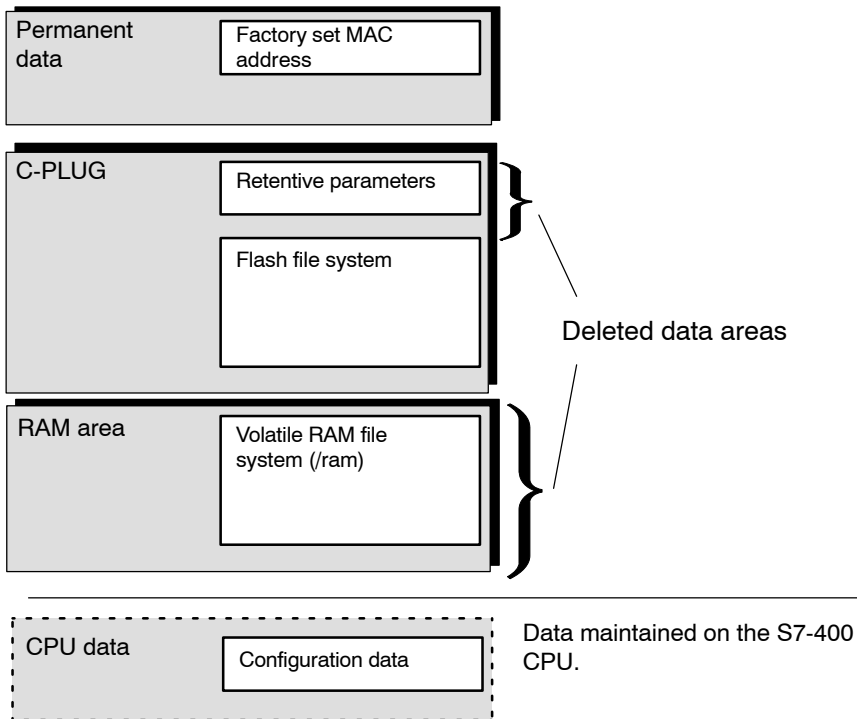 Permanent
data
Factory set MAC
address
C-PLUG
Retentive parameters
Flash file system
Deleted data areas
RAM area
Volatile RAM file
system (/ram)
CPU data
Configuration data
Data maintained on the S7-400
CPU.